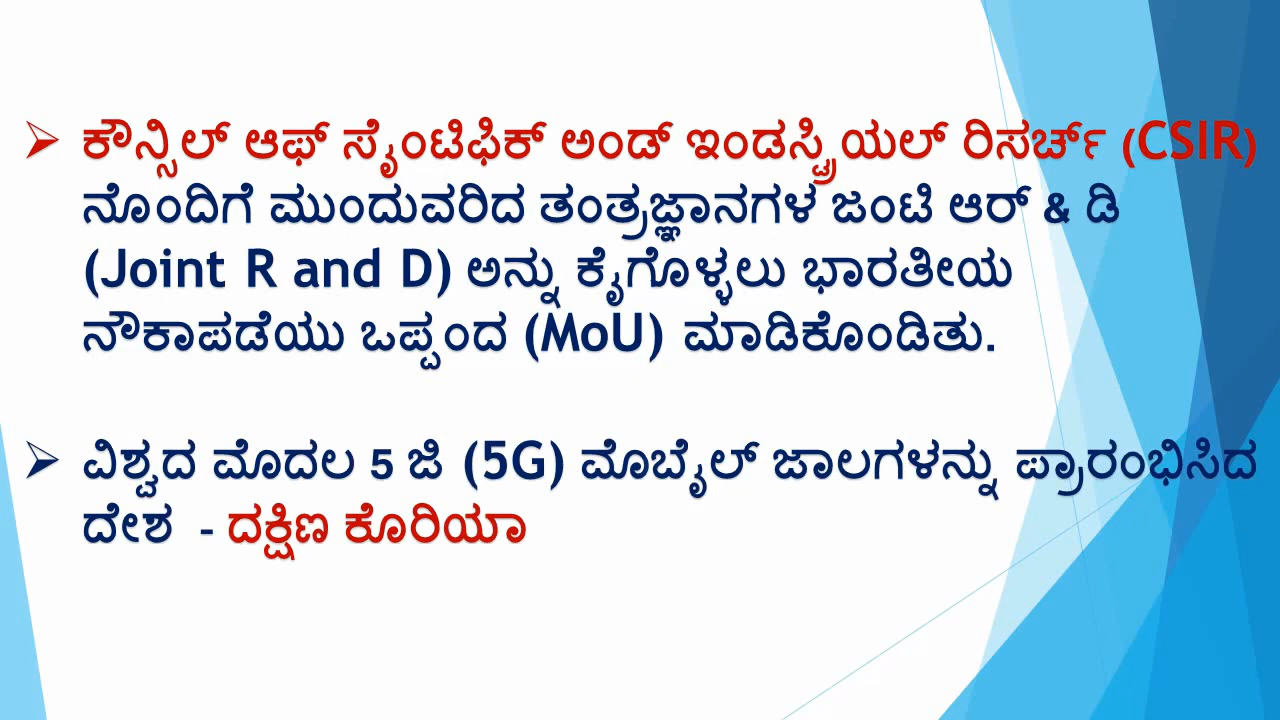 ➢ ಕೌನ್ಸಿಲ್ ಆಫ್ ಸೈಂಟಿಫಿಕ್ ಅಂಡ್ ಇಂಡಸ್ಟ್ರಿಯಲ್ ರಿಸರ್ಚ್ (CSIR)
ನೊಂದಿಗೆ ಮುಂದುವರಿದ ತಂತ್ರಜ್ಞಾನಗಳ ಜಂಟಿ ಆರ್ & ಡಿ
(Joint R and D) ಅನ್ನು ಕೈಗೊಳ್ಳಲು ಭಾರತೀಯ
ನೌಕಾಪಡೆಯು ಒಪ್ಪಂದ (MoU) ಮಾಡಿಕೊಂಡಿತು.
➢ ವಿಶ್ವದ ಮೊದಲ 5 ಜಿ (5G) ಮೊಬೈಲ್ ಜಾಲಗಳನ್ನು ಪ್ರಾರಂಭಿಸಿದ
ದೇಶ - ದಕ್ಷಿಣ ಕೊರಿಯಾ